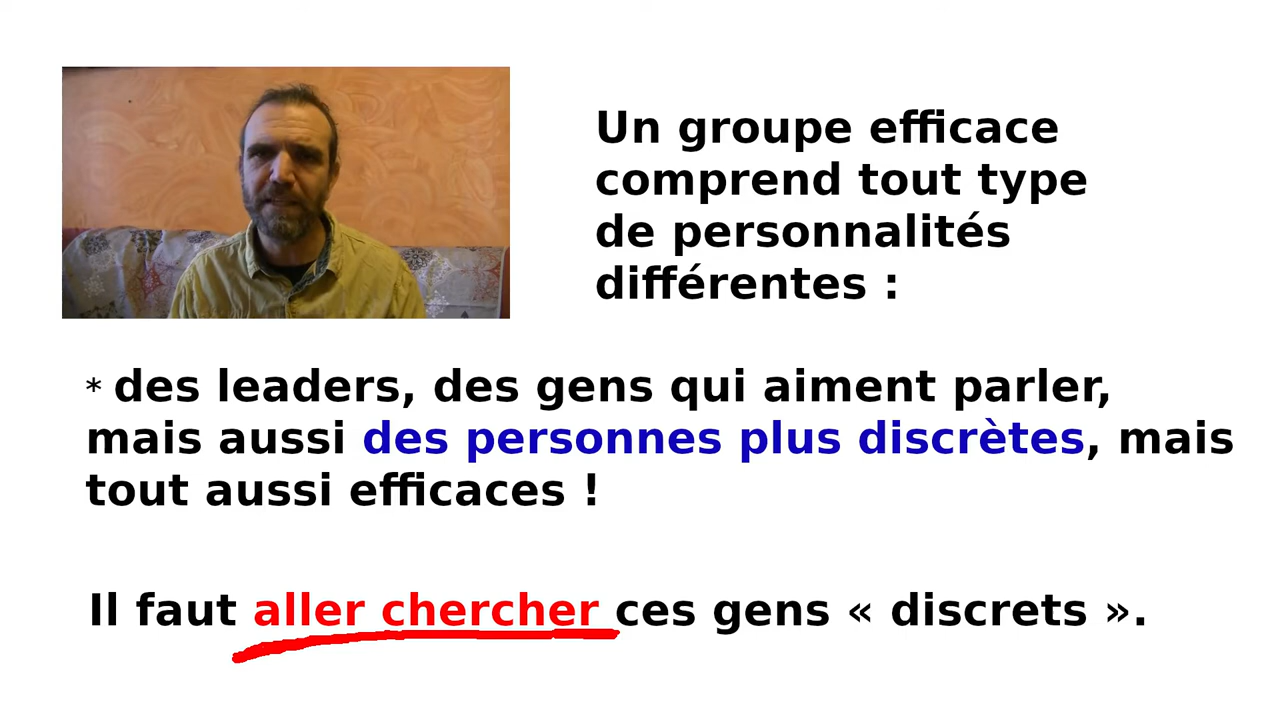 Un groupe efficace
comprend tout type
de personnalités
différentes :
* des leaders, des gens qui aiment parler,
mais aussi des personnes plus discrètes, mais
tout aussi efficaces !
Il faut aller chercher ces gens « discrets ».